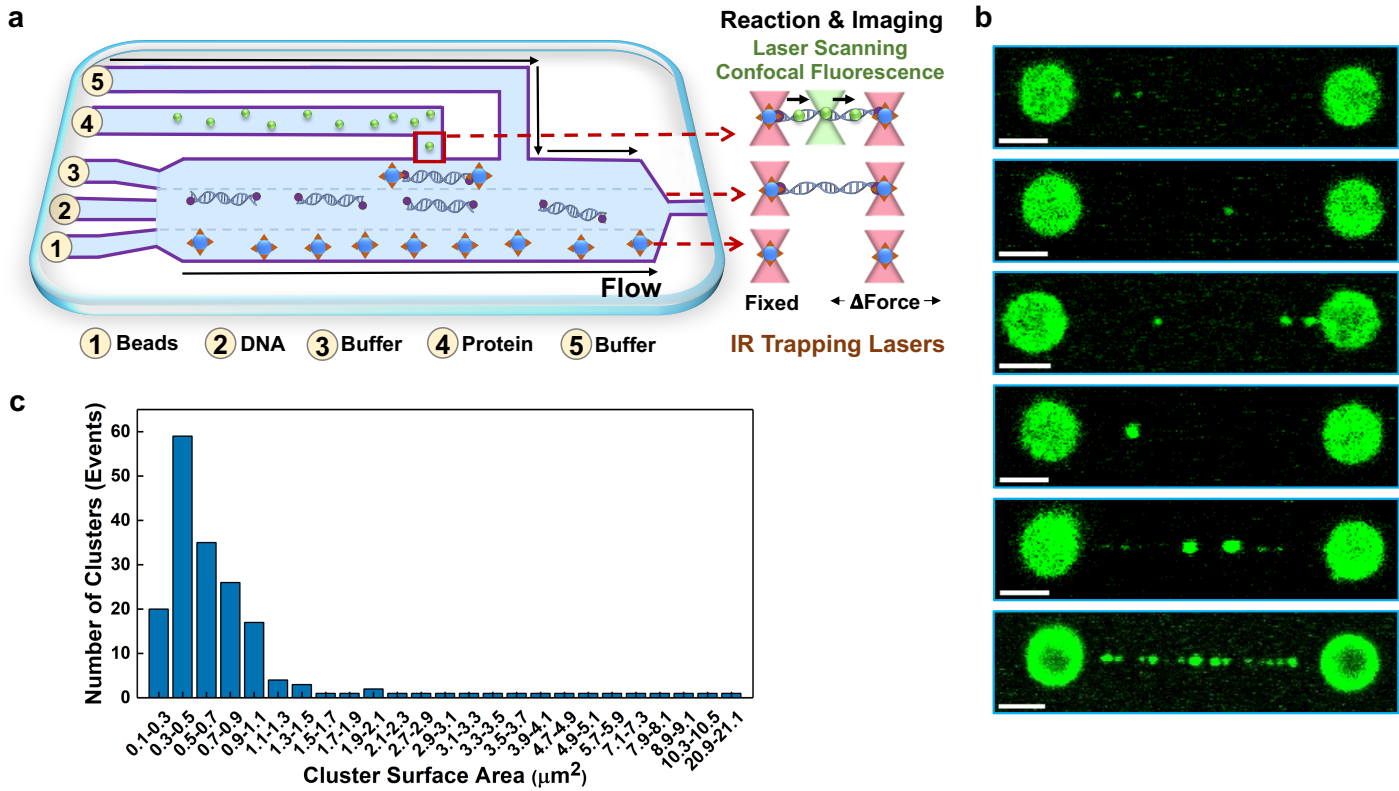 a
Reaction & Imaging
Laser Scanning
Confocal Fluorescence
5
4
3
2
1
Flow
Fixed
ΔForce
IR Trapping Lasers
1 Beads 2 DNA 3 Buffer 4 Protein 5 Buffer
b
c
Number of Clusters (Events)
60
50
40
30
20
10
0
0.1-0.3 0.3-0.5 0.5-0.7 0.7-0.9 0.9-1.1 1.1-1.3 1.3-1.5 1.5-1.7 1.7-1.9 1.9-2.1 2.1-2.3 2.7-2.9 2.9-3.1 3.1-3.3 3.3-3.5 3.5-3.7 3.9-4.1 4.7-4.9 4.9-5.1 5.7-5.9 7.1-7.3 7.9-8.1 8.9-9.1 10.3-10.5 20.9-21.1
Cluster Surface Area (μm²)